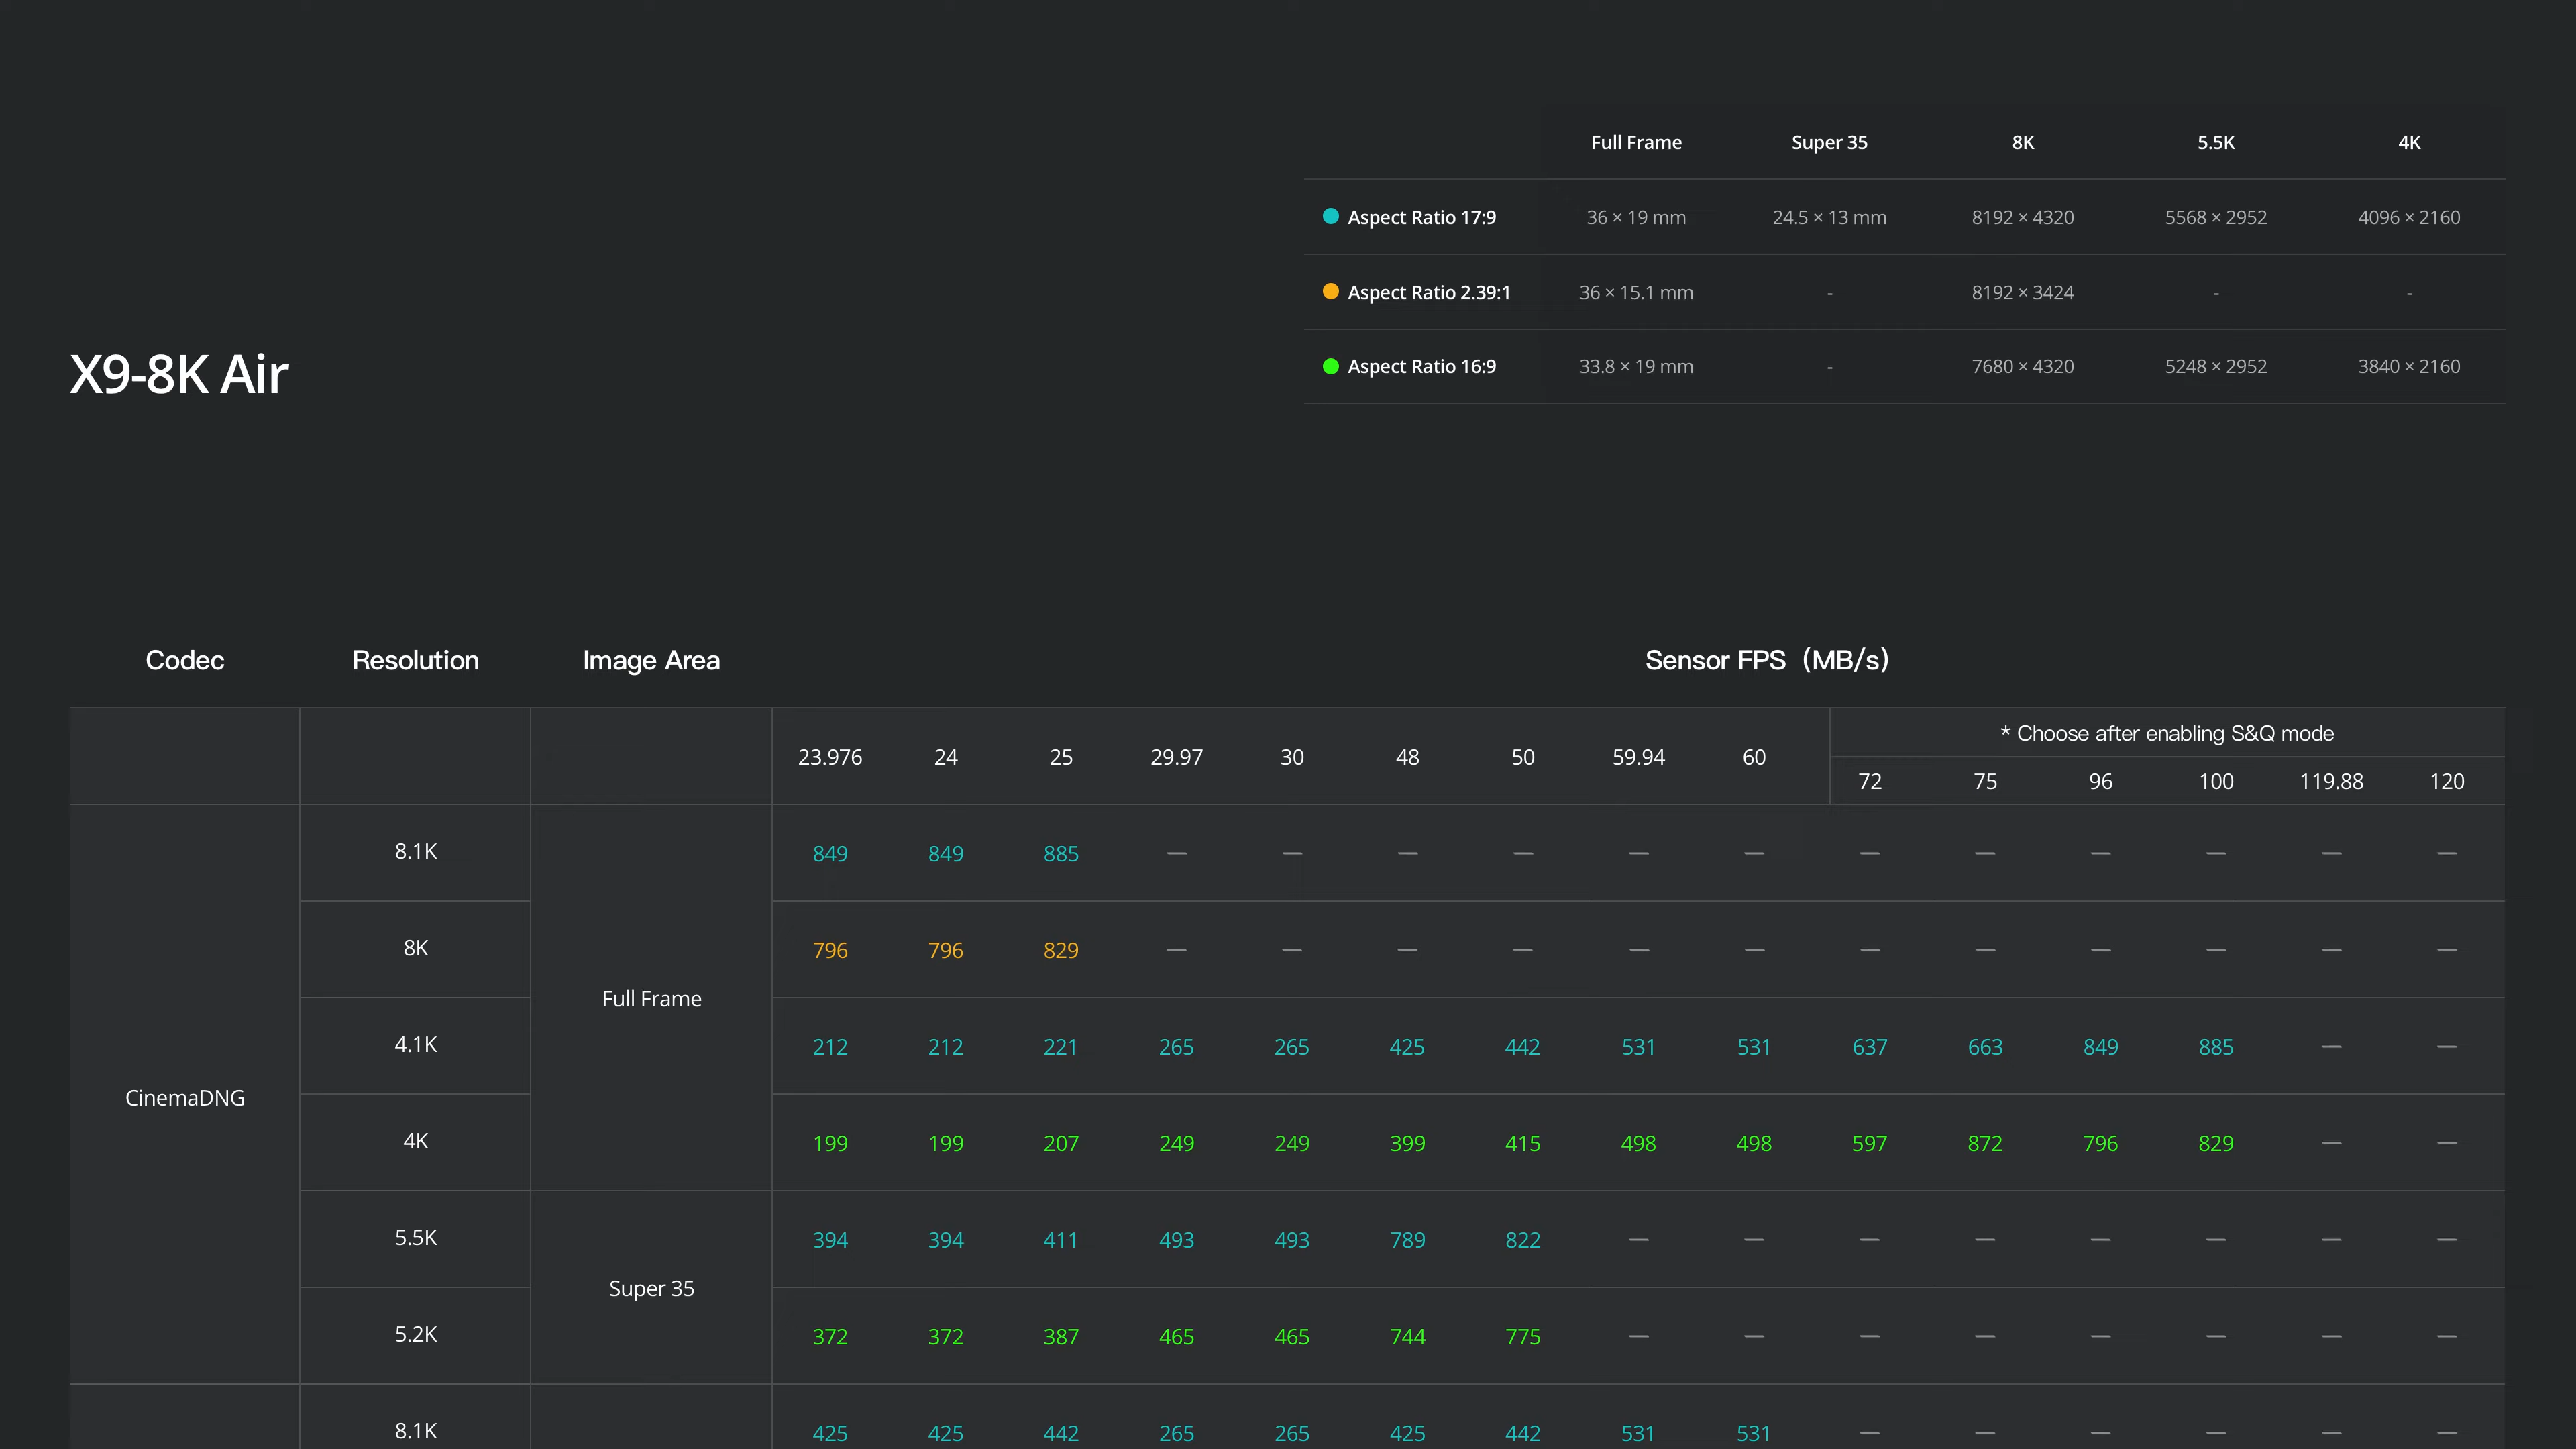 Full Frame Super 35 8K 5.5K 4K
Aspect Ratio 17:9 36 × 19 mm 24.5 × 13 mm 8192 × 4320 5568 × 2952 4096 × 2160
Aspect Ratio 2.39:1 36 × 15.1 mm - 8192 × 3424 - -
Aspect Ratio 16:9 33.8 × 19 mm - 7680 × 4320 5248 × 2952 3840 × 2160
X9-8K Air
Codec Resolution Image Area Sensor FPS（MB/s）
* Choose after enabling S&Q mode
23.976 24 25 29.97 30 48 50 59.94 60 72 75 96 100 119.88 120
8.1K 849 849 885 — — — — — — — — — — — —
8K 796 796 829 — — — — — — — — — — — —
Full Frame
4.1K 212 212 221 265 265 425 442 531 531 637 663 849 885 — —
CinemaDNG
4K 199 199 207 249 249 399 415 498 498 597 872 796 829 — —
5.5K 394 394 411 493 493 789 822 — — — — — — — —
Super 35
5.2K 372 372 387 465 465 744 775 — — — — — — — —
8.1K 425 425 442 265 265 425 442 531 531 — — — — — —